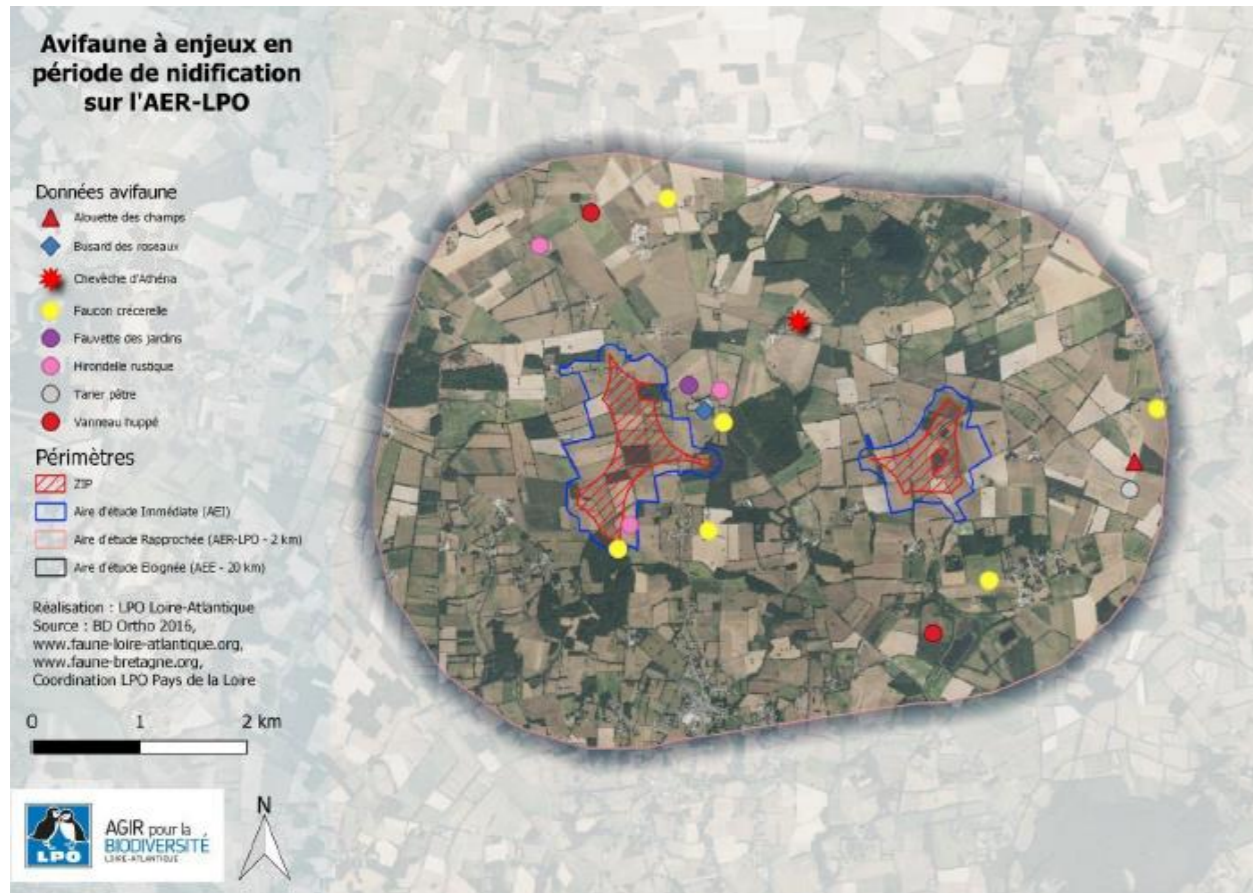 Avifaune à enjeux en
période de nidification
sur l'AER-LPO
Données avifaune
Alouette des champs
Busard des roseaux
Chevêche d'Athéna
Faucon crécerelle
Fauvette des jardins
Hirondelle rustique
Tarier pâtre
Vanneau huppé
Périmètres
ZIP
Aire d'étude Immédiate (AEI)
Aire d'étude Rapprochée (AER-LPO - 2 km)
Aire d'étude Eloignée (AEE - 20 km)
Réalisation : LPO Loire-Atlantique
Source : BD Ortho 2016,
www.faune-loire-atlantique.org,
www.faune-bretagne.org,
Coordination LPO Pays de la Loire
0 1 2 km
N
LPO
AGIR pour la
BIODIVERSITÉ
LOIRE-ATLANTIQUE